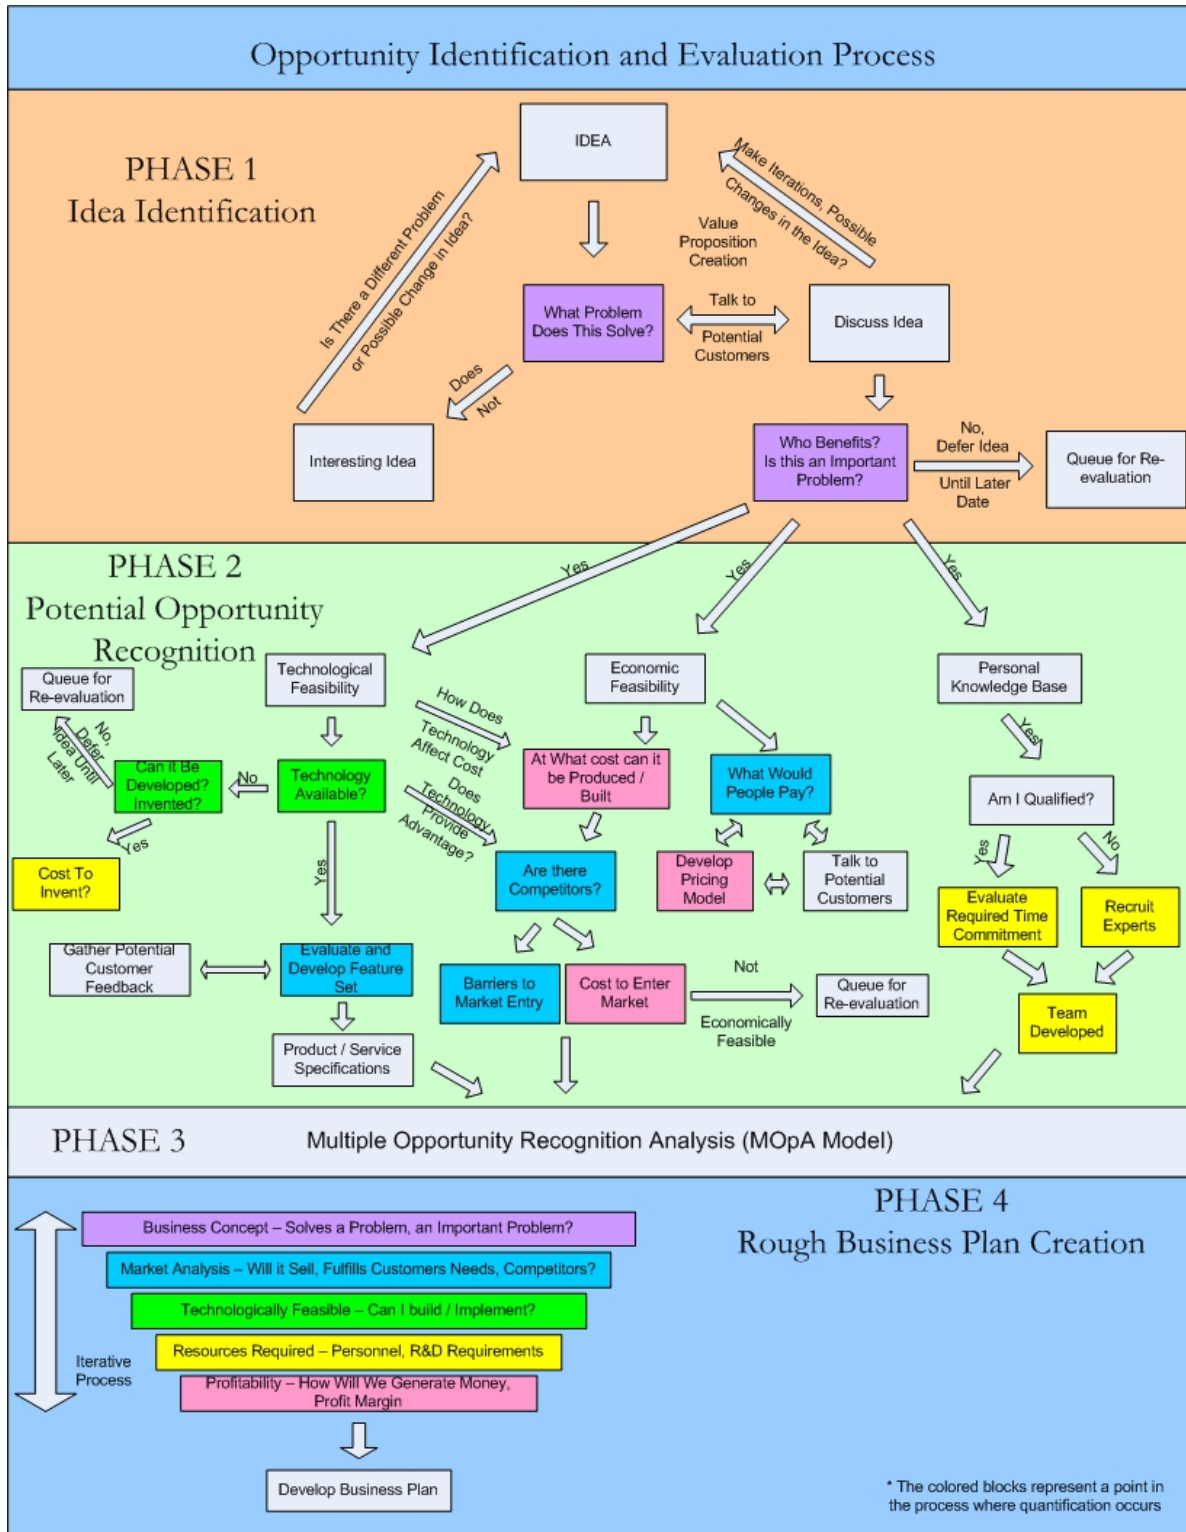 Opportunity Identification and Evaluation Process
PHASE 1
Idea Identification
IDEA
Is There a Different Problem
or Possible Change in Idea?
Make Iterations, Possible
Changes in the Idea?
Value
Proposition
Creation
What Problem
Does This Solve?
Talk to
Potential
Customers
Discuss Idea
Does
Not
Interesting Idea
Who Benefits?
Is this an Important
Problem?
No,
Defer Idea
Until Later
Date
Queue for Re-
evaluation
PHASE 2
Potential Opportunity
Recognition
Yes
Yes
Yes
Queue for
Re-evaluation
Technological
Feasibility
Economic
Feasibility
Personal
Knowledge Base
No,
Defer
Idea Until
Later
How Does
Technology
Affect Cost
Yes
Can it Be
Developed?
Invented?
No
Technology
Available?
At What cost can it
be Produced /
Built
What Would
People Pay?
Am I Qualified?
Does
Technology
Provide
Advantage?
Yes
Cost To
Invent?
Yes
Are there
Competitors?
Develop
Pricing
Model
Talk to
Potential
Customers
Yes
No
Evaluate
Required Time
Commitment
Recruit
Experts
Gather Potential
Customer
Feedback
Evaluate and
Develop Feature
Set
Barriers to
Market Entry
Cost to Enter
Market
Not
Economically
Feasible
Queue for
Re-evaluation
Team
Developed
Product / Service
Specifications
PHASE 3
Multiple Opportunity Recognition Analysis (MOpA Model)
PHASE 4
Rough Business Plan Creation
Business Concept – Solves a Problem, an Important Problem?
Market Analysis – Will it Sell, Fulfills Customers Needs, Competitors?
Technologically Feasible – Can I build / Implement?
Resources Required – Personnel, R&D Requirements
Profitability – How Will We Generate Money,
Profit Margin
Iterative
Process
Develop Business Plan
* The colored blocks represent a point in
the process where quantification occurs